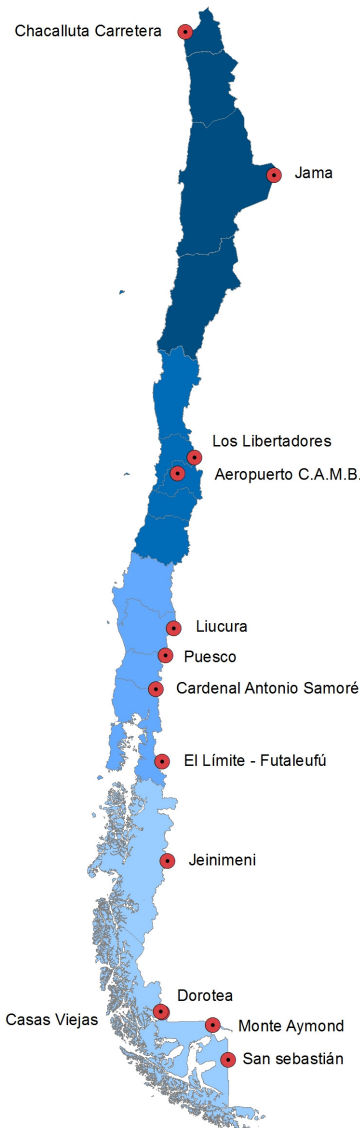 Chacalluta Carretera
Jama
Los Libertadores
Aeropuerto C.A.M.B.
Liucura
Puesco
Cardenal Antonio Samoré
El Límite - Futaleufú
Jeinimeni
Dorotea
Casas Viejas
Monte Aymond
San sebastián